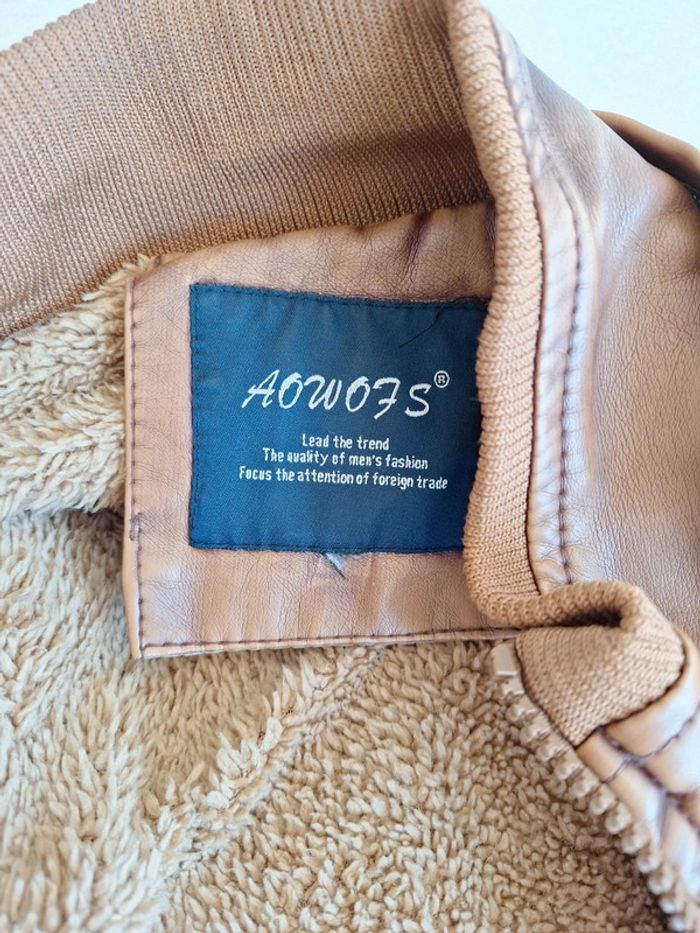 AOWOFS®
Lead the trend
The quality of men's fashion
Focus the attention of foreign trade